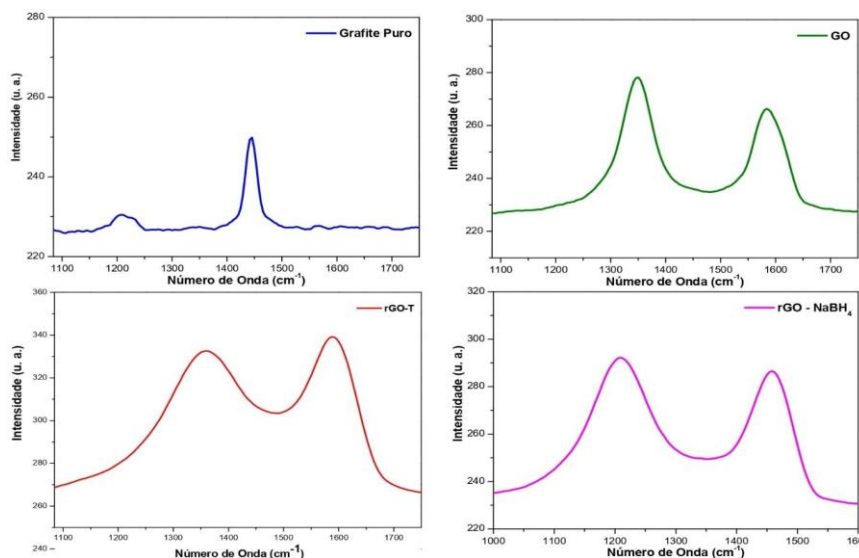 Grafite Puro
Intensidade (u. a.)
280
260
240
220
1100 1200 1300 1400 1500 1600 1700
Número de Onda (cm-1)
GO
Intensidade (u. a.)
300
280
260
240
220
210
1100 1200 1300 1400 1500 1600 1700
Número de Onda (cm-1)
rGO-T
Intensidade (u. a.)
360
340
320
300
270
250
240
1100 1200 1300 1400 1500 1600 1700
Número de Onda (cm-1)
rGO - NaBH4
Intensidade (u. a.)
320
300
280
260
240
220
1000 1100 1200 1300 1400 1500 1600
Número de Onda (cm-1)